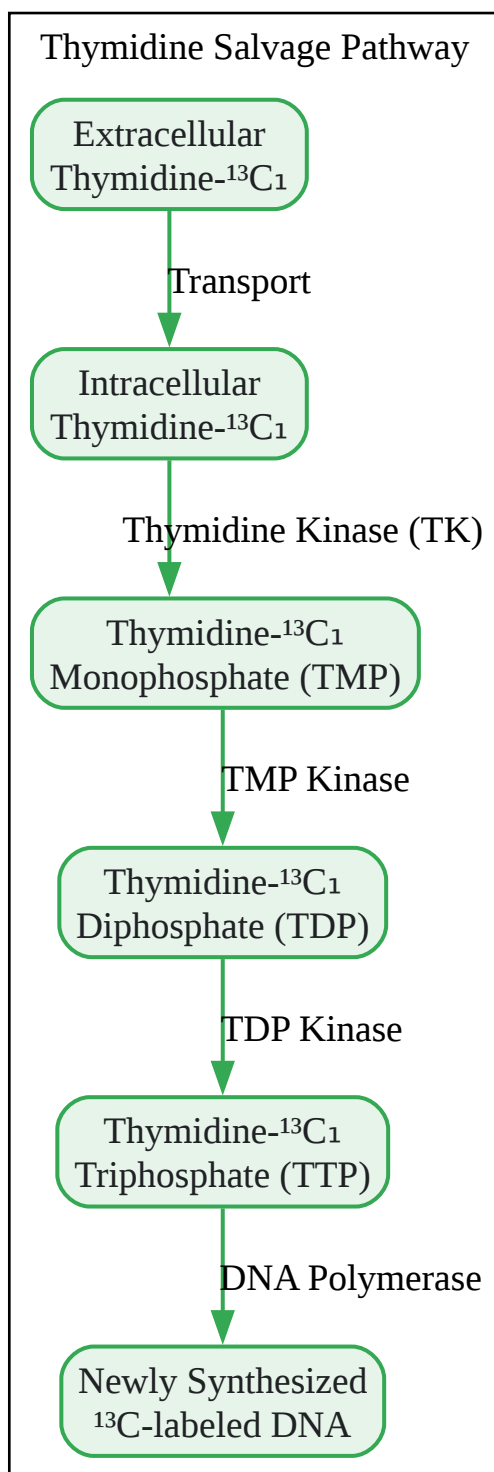 Thymidine Salvage Pathway
Extracellular
Thymidine-¹³C₁
Transport
Intracellular
Thymidine-¹³C₁
Thymidine Kinase (TK)
Thymidine-¹³C₁
Monophosphate (TMP)
TMP Kinase
Thymidine-¹³C₁
Diphosphate (TDP)
TDP Kinase
Thymidine-¹³C₁
Triphosphate (TTP)
DNA Polymerase
Newly Synthesized
¹³C-labeled DNA